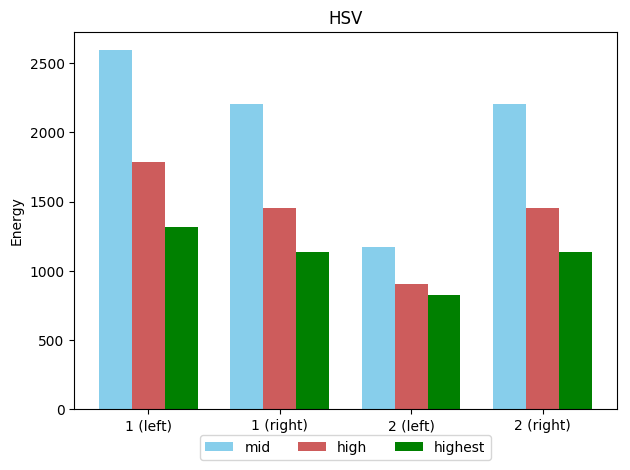 HSV
Energy
2500
2000
1500
1000
500
0
1 (left) 1 (right) 2 (left) 2 (right)
mid high highest